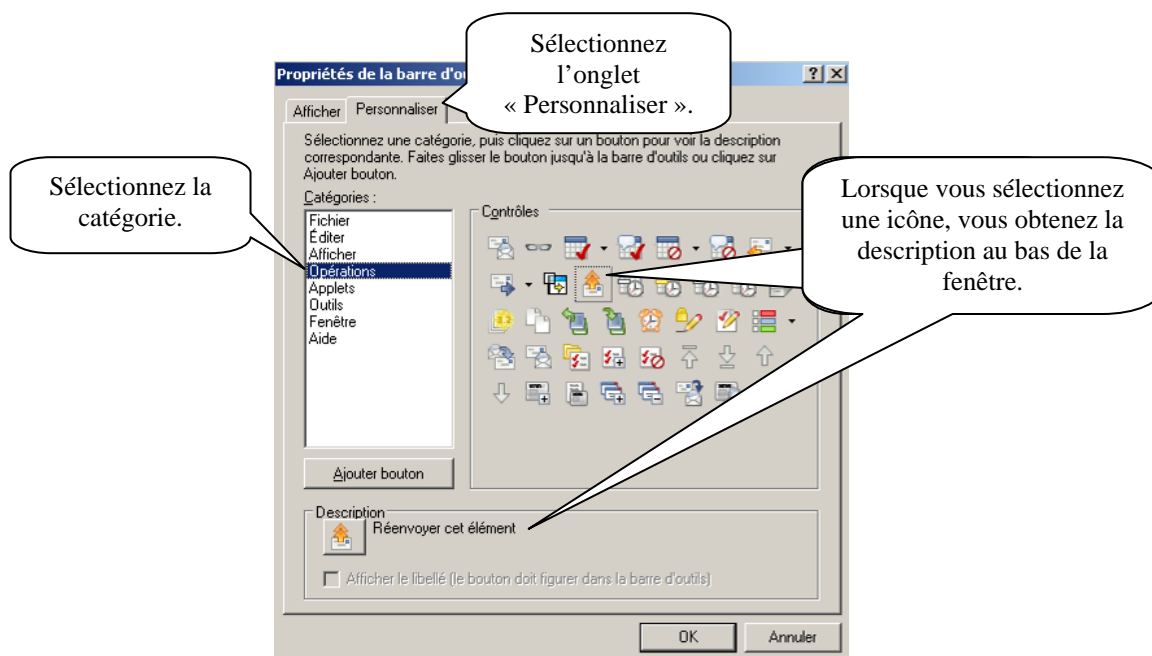 Sélectionnez
l'onglet
« Personnaliser ».
Propriétés de la barre d'ou
Afficher Personnaliser
Sélectionnez une catégorie, puis cliquez sur un bouton pour voir la description
correspondante. Faites glisser le bouton jusqu'à la barre d'outils ou cliquez sur
Ajouter bouton.
Sélectionnez la
catégorie.
Catégories :
Fichier
Éditer
Afficher
Opérations
Applets
Outils
Fenêtre
Aide
Contrôles
Lorsque vous sélectionnez
une icône, vous obtenez la
description au bas de la
fenêtre.
Ajouter bouton
Description
Réenvoyer cet élément
Afficher le libellé (le bouton doit figurer dans la barre d'outils)
OK Annuler